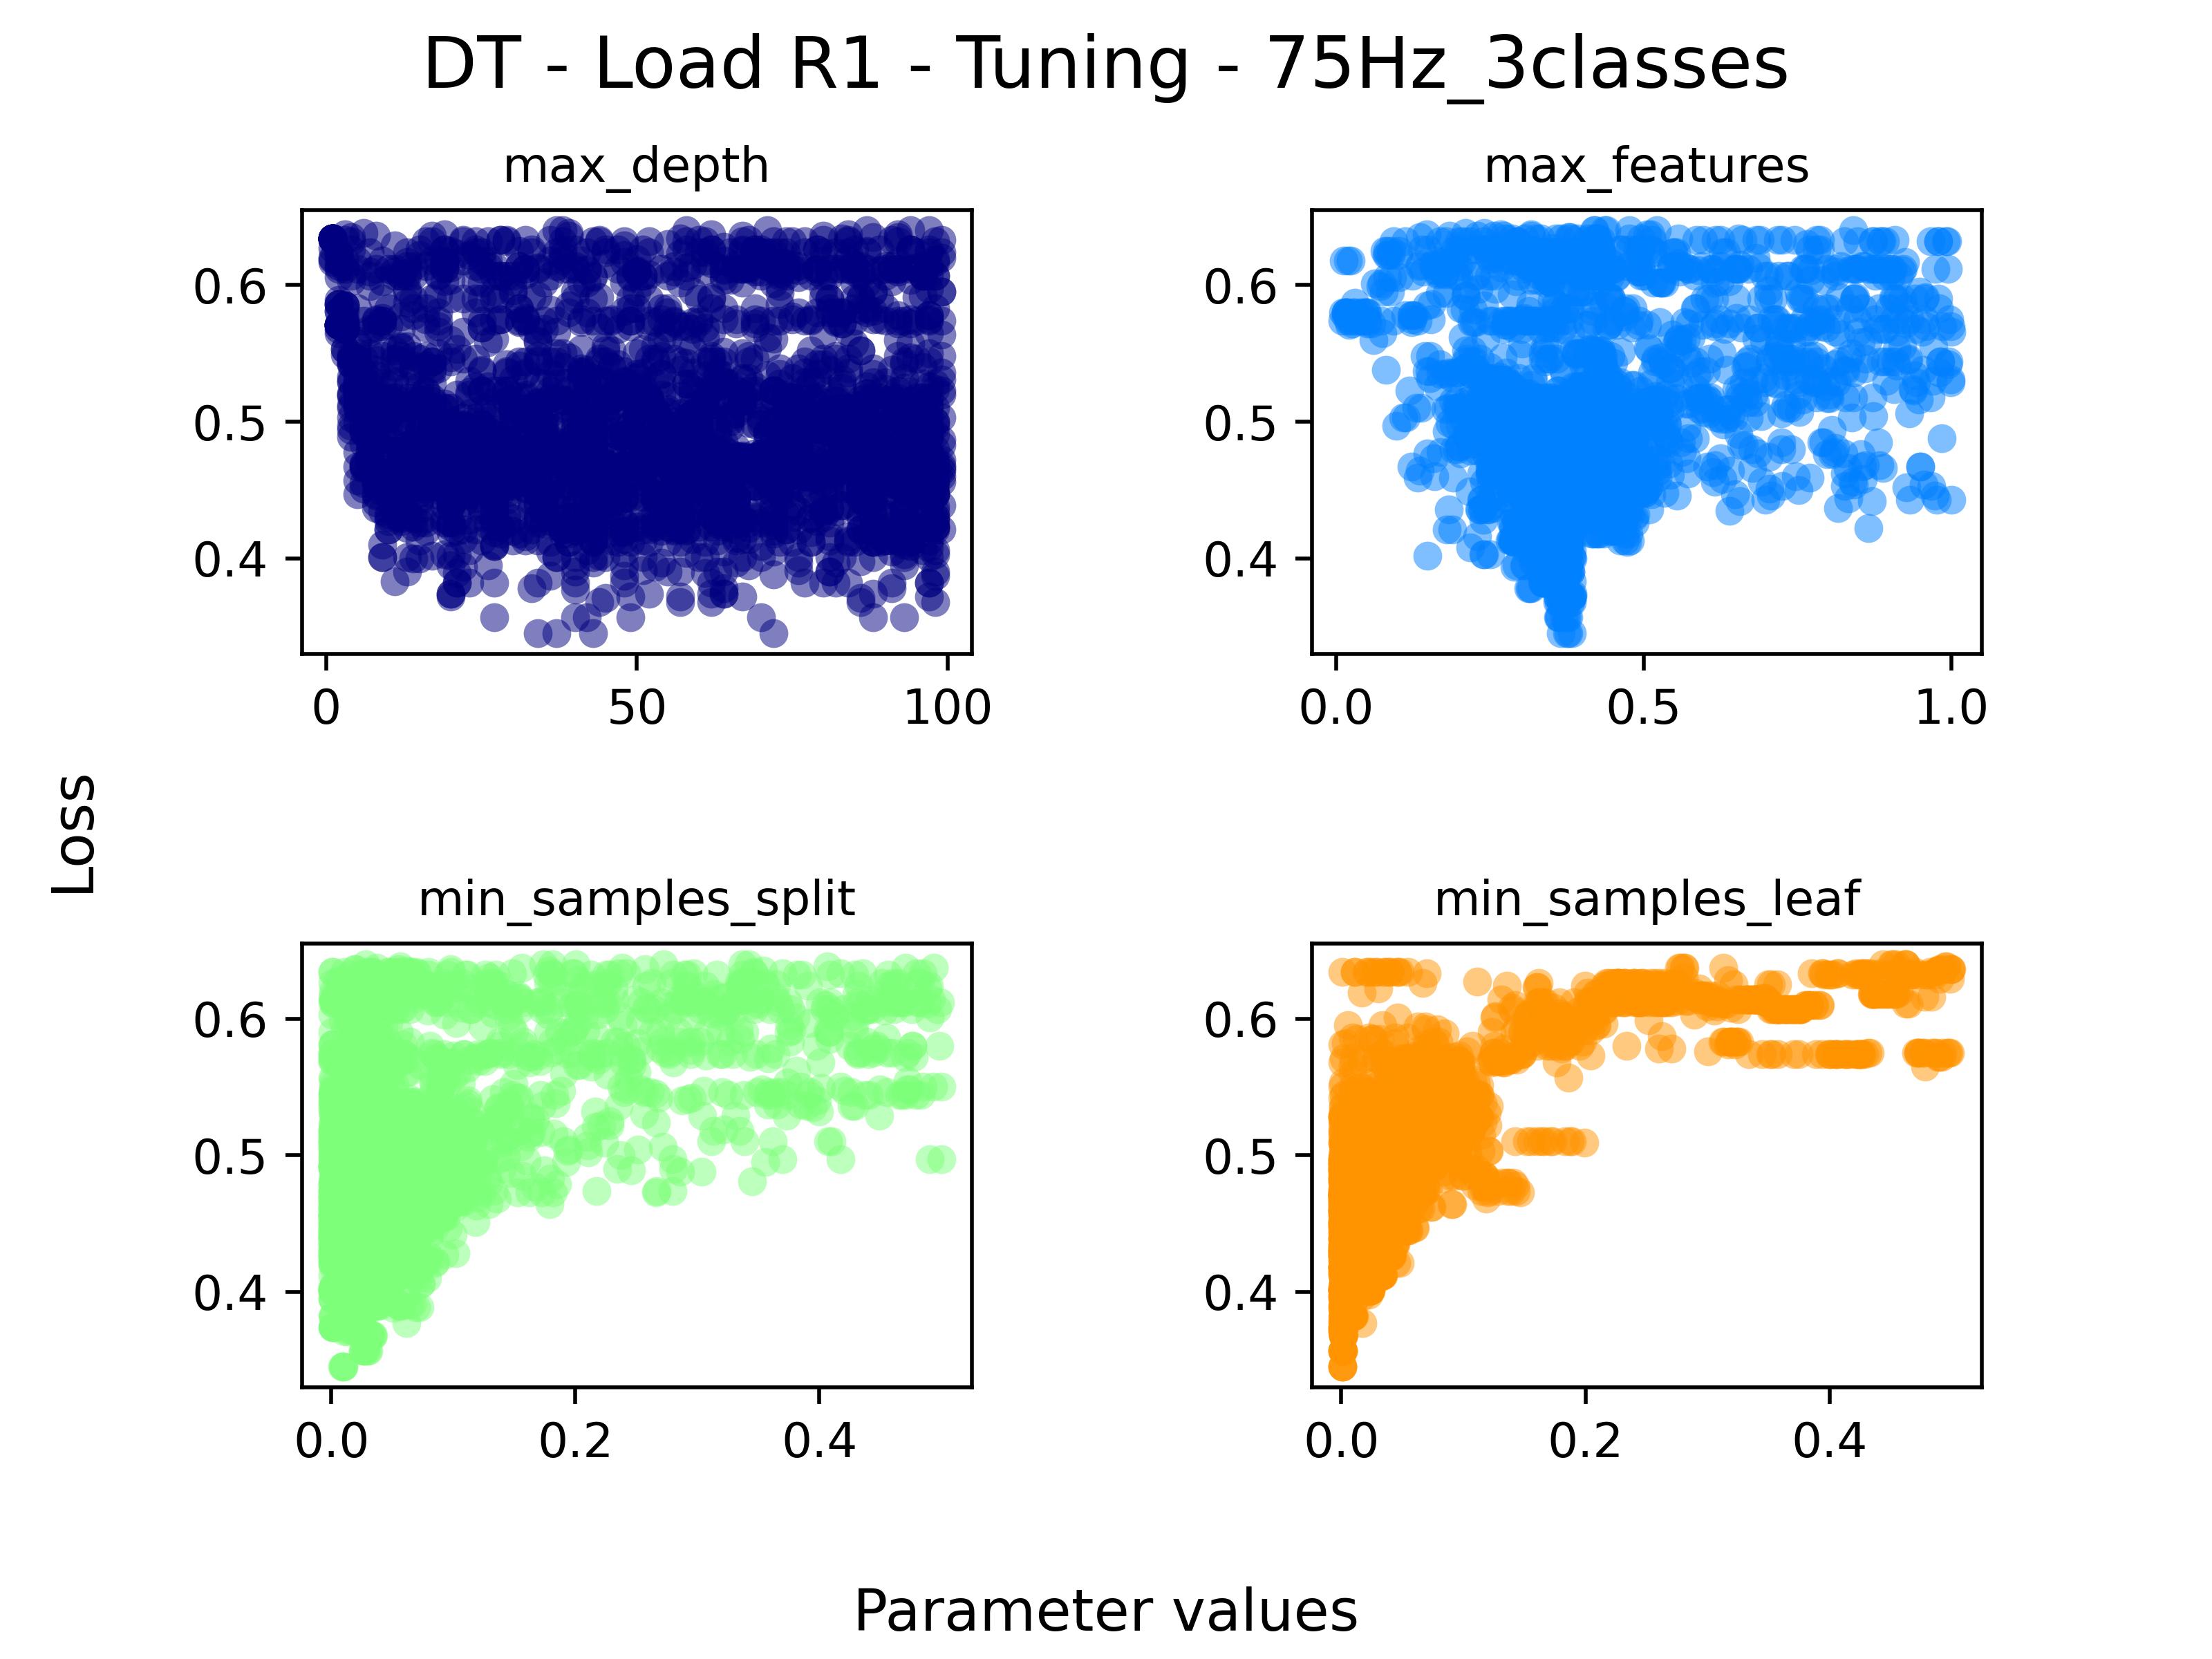 DT - Load R1 - Tuning - 75Hz_3classes
max_depth
max_features
0.6
0.5
0.4
0 50 100
0.6
0.5
0.4
0.0 0.5 1.0
Loss
min_samples_split
min_samples_leaf
0.6
0.5
0.4
0.0 0.2 0.4
0.6
0.5
0.4
0.0 0.2 0.4
Parameter values